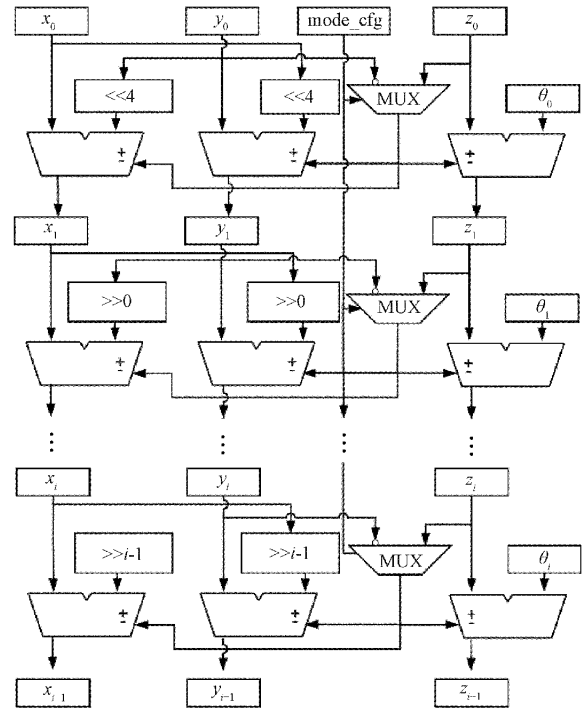 x₀ y₀ mode_cfg z₀
<<4 <<4 MUX θ₀
± ± ±
x₁ y₁ z₁
>>0 >>0 MUX θ₁
± ± ±
⋮ ⋮ ⋮ ⋮
xᵢ yᵢ zᵢ
>>i-1 >>i-1 MUX θᵢ
± ± ±
xᵢ₋₁ yᵢ₋₁ zᵢ₋₁